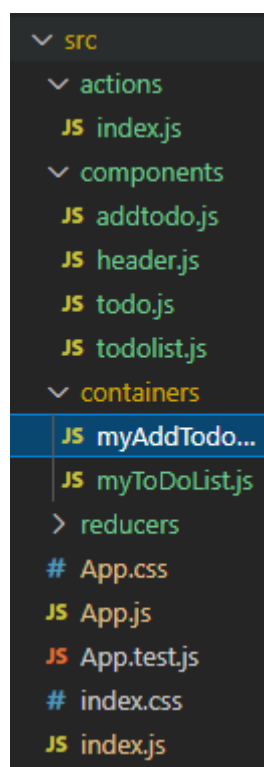 src
actions
JS index.js
components
JS addtodo.js
JS header.js
JS todo.js
JS todolist.js
containers
JS myAddTodo...
JS myToDoList.js
reducers
# App.css
JS App.js
JS App.test.js
# index.css
JS index.js